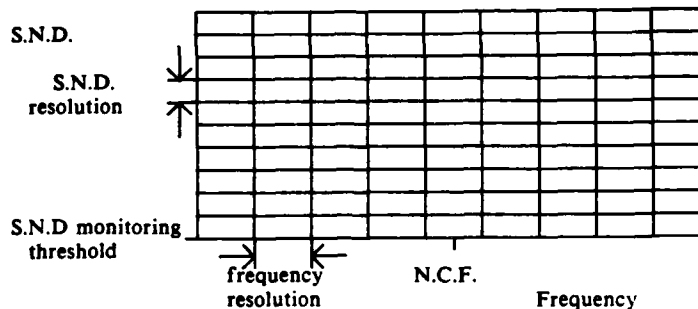 S.N.D.
S.N.D.
resolution
S.N.D monitoring
threshold
frequency
resolution
N.C.F.
Frequency